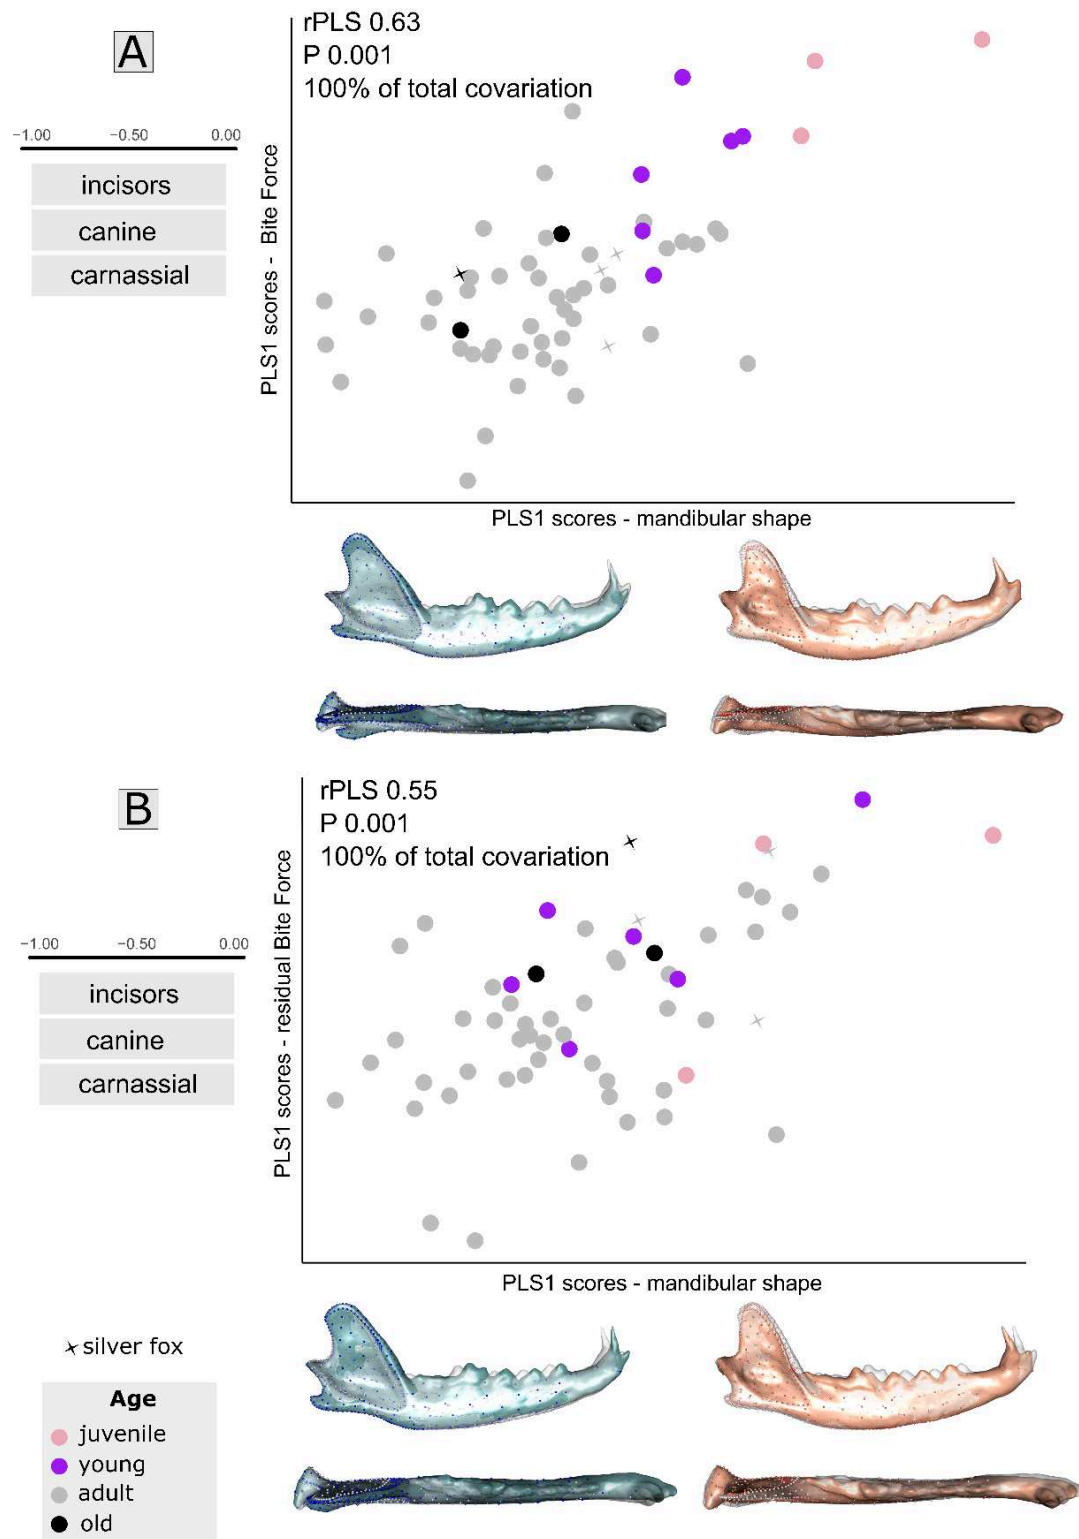 A
rPLS 0.63
P 0.001
100% of total covariation
−1.00 −0.50 0.00
incisors
canine
carnassial
PLS1 scores - Bite Force
PLS1 scores - mandibular shape
B
rPLS 0.55
P 0.001
100% of total covariation
−1.00 −0.50 0.00
incisors
canine
carnassial
PLS1 scores - residual Bite Force
PLS1 scores - mandibular shape
silver fox
Age
juvenile
young
adult
old